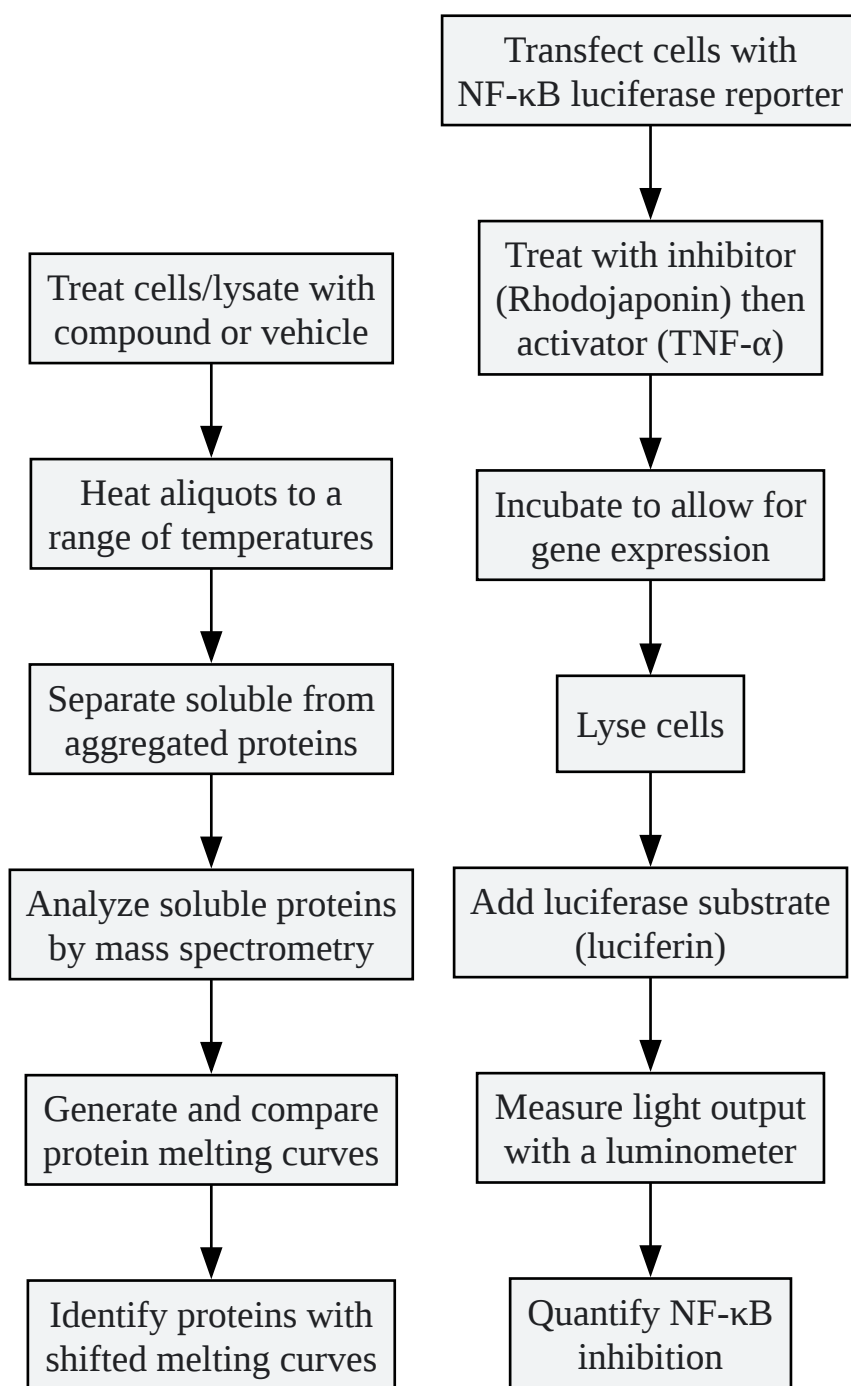 Treat cells/lysate with
compound or vehicle
Heat aliquots to a
range of temperatures
Separate soluble from
aggregated proteins
Analyze soluble proteins
by mass spectrometry
Generate and compare
protein melting curves
Identify proteins with
shifted melting curves
Transfect cells with
NF-κB luciferase reporter
Treat with inhibitor
(Rhodojaponin) then
activator (TNF-α)
Incubate to allow for
gene expression
Lyse cells
Add luciferase substrate
(luciferin)
Measure light output
with a luminometer
Quantify NF-κB
inhibition